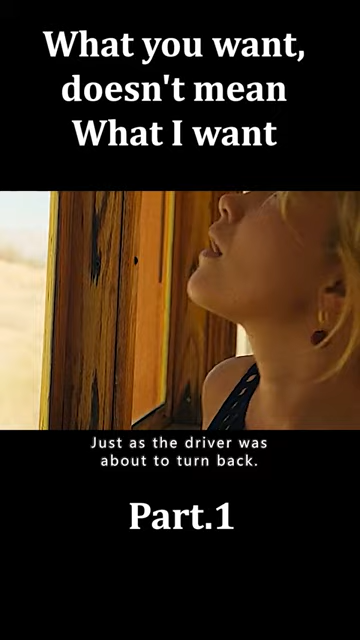 What you want,
doesn't mean
What I want
Just as the driver was
about to turn back.
Part.1